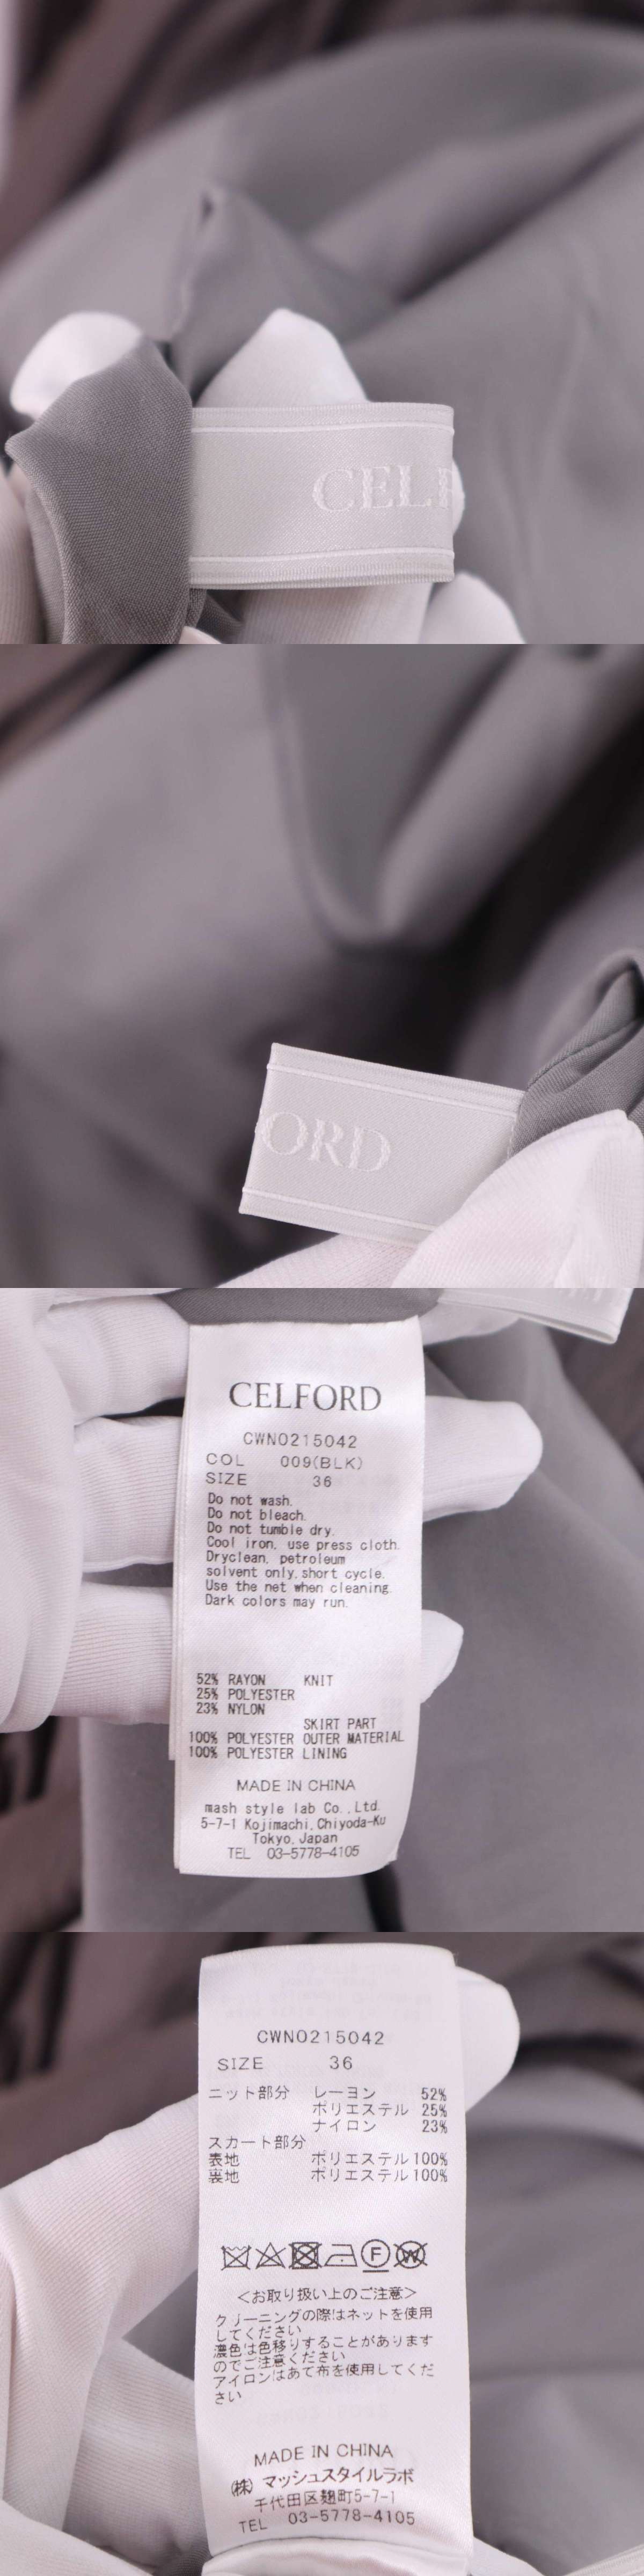 CELF
ORD
CELFORD
CWNO215042
COL 009(BLK)
SIZE 36
Do not wash.
Do not bleach.
Do not tumble dry.
Cool iron, use press cloth.
Dryclean, petroleum
solvent only, short cycle.
Use the net when cleaning.
Dark colors may run.
52% RAYON KNIT
25% POLYESTER
23% NYLON
SKIRT PART
100% POLYESTER OUTER MATERIAL
100% POLYESTER LINING
MADE IN CHINA
mash style lab Co.,Ltd.
5-7-1 Kojimachi, Chiyoda-Ku
Tokyo, Japan
TEL 03-5778-4105
CWNO215042
SIZE 36
ニット部分 レーヨン 52%
ポリエステル 25%
ナイロン 23%
スカート部分
表地 ポリエステル100%
裏地 ポリエステル100%
F W
<お取り扱い上のご注意>
クリーニングの際はネットを使用
してください
濃色は色移りすることがあります
のでご注意ください
アイロンはあて布を使用してくだ
さい
MADE IN CHINA
(株) マッシュスタイルラボ
千代田区麹町5-7-1
TEL 03-5778-4105